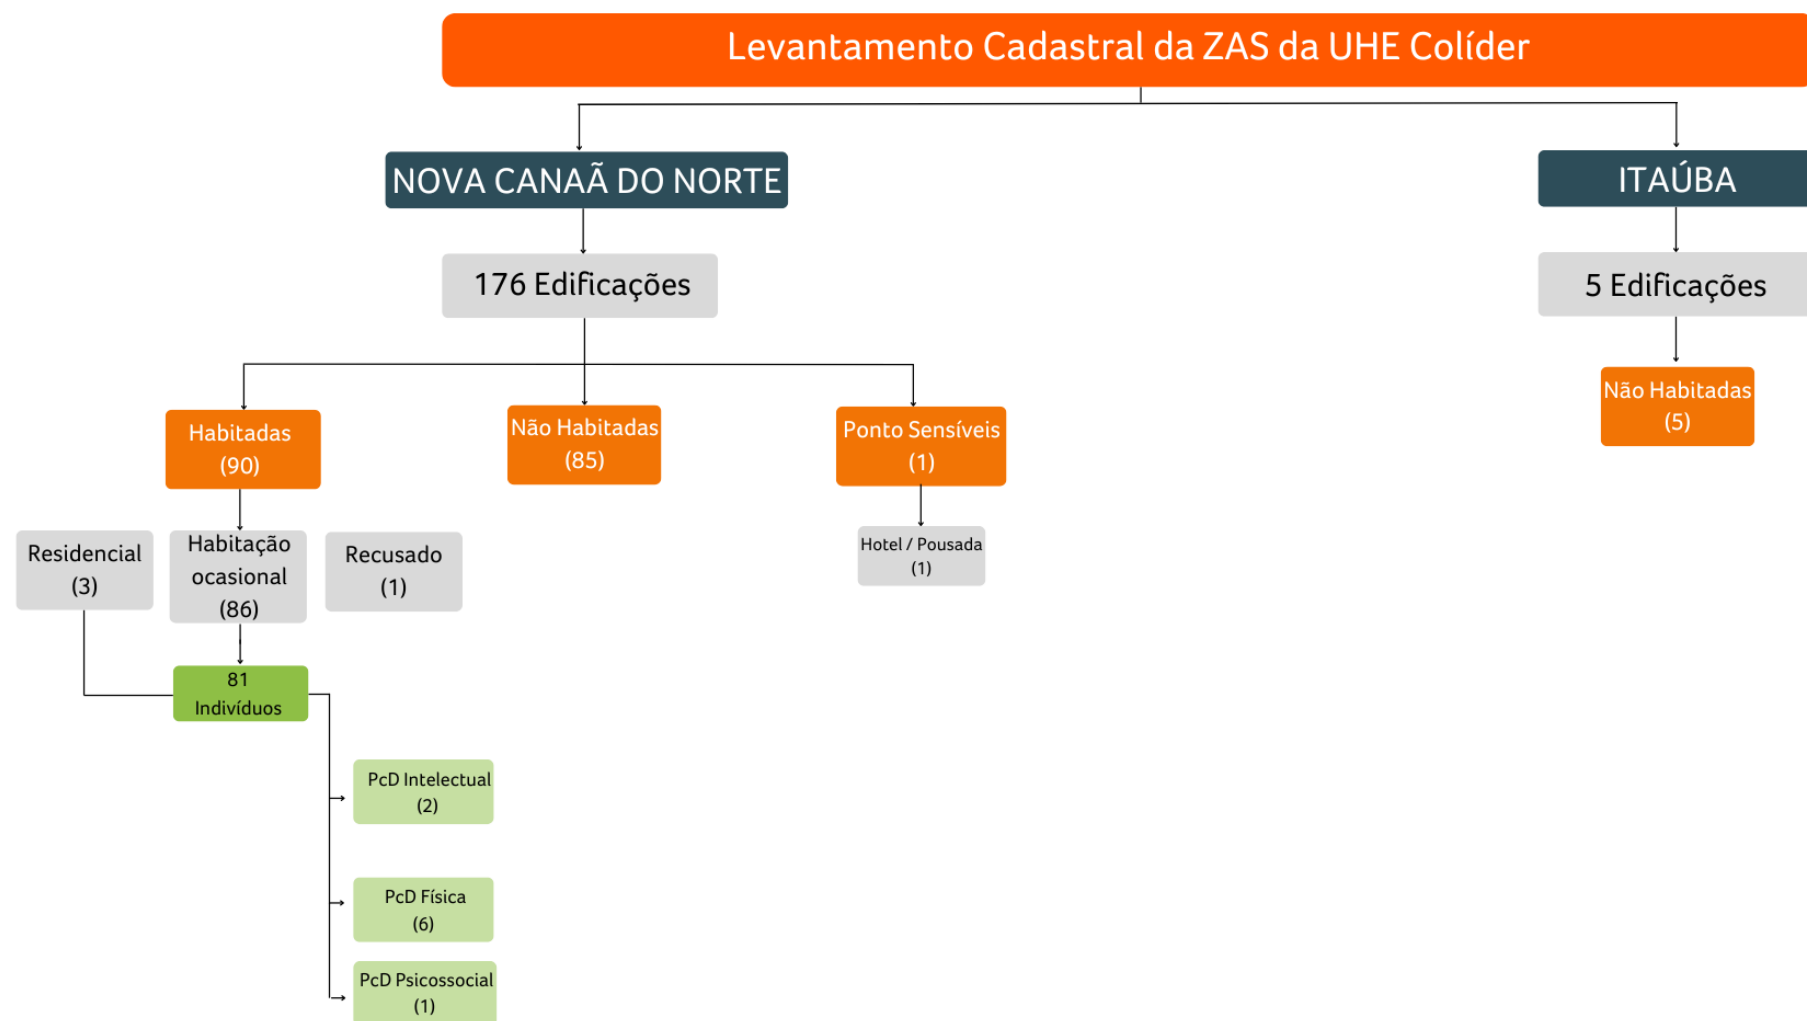 Levantamento Cadastral da ZAS da UHE Colíder
NOVA CANAÃ DO NORTE
ITAÚBA
176 Edificações
5 Edificações
Habitadas
(90)
Não Habitadas
(85)
Ponto Sensíveis
(1)
Não Habitadas
(5)
Residencial
(3)
Habitação
ocasional
(86)
Recusado
(1)
Hotel / Pousada
(1)
81
Indivíduos
PcD Intelectual
(2)
PcD Física
(6)
PcD Psicossocial
(1)